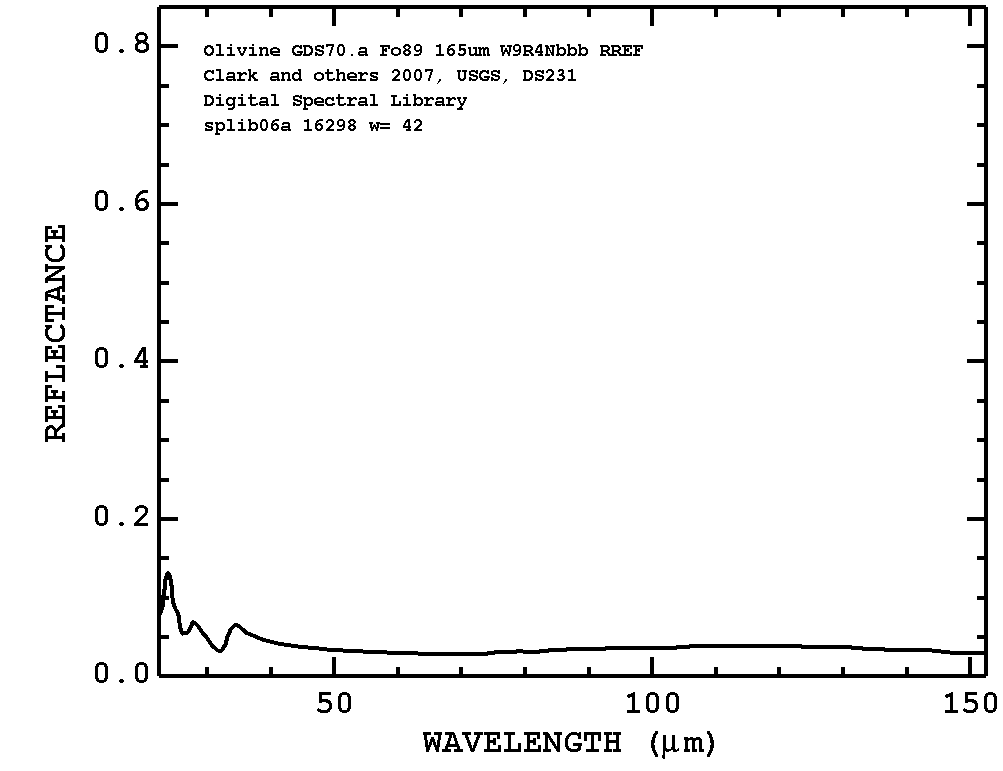 Olivine GDS70.a Fo89 165um W9R4Nbbb RREF
Clark and others 2007, USGS, DS231
Digital Spectral Library
splib06a 16298 w= 42
0.8
0.6
0.4
0.2
0.0
REFLECTANCE
50 100 150
WAVELENGTH (μm)